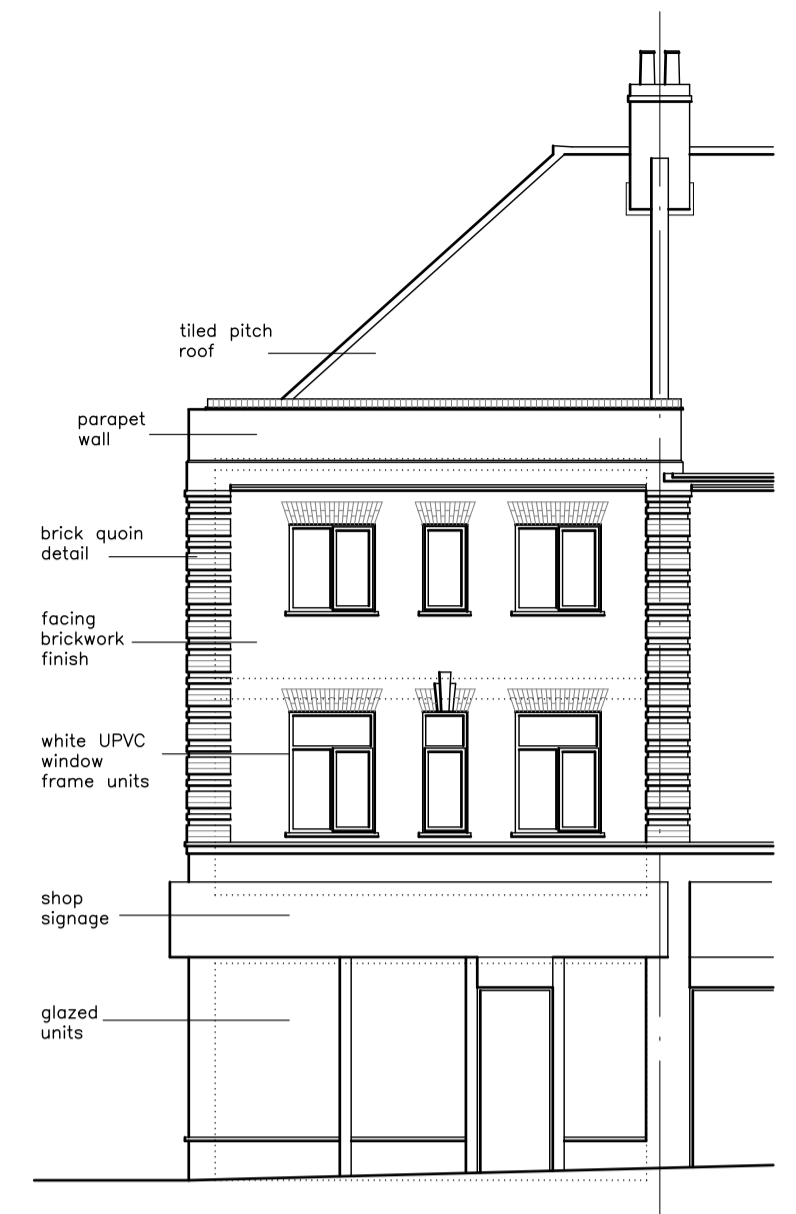 tiled pitch
roof
parapet
wall
brick quoin
detail
facing
brickwork
finish
white UPVC
window
frame units
shop
signage
glazed
units